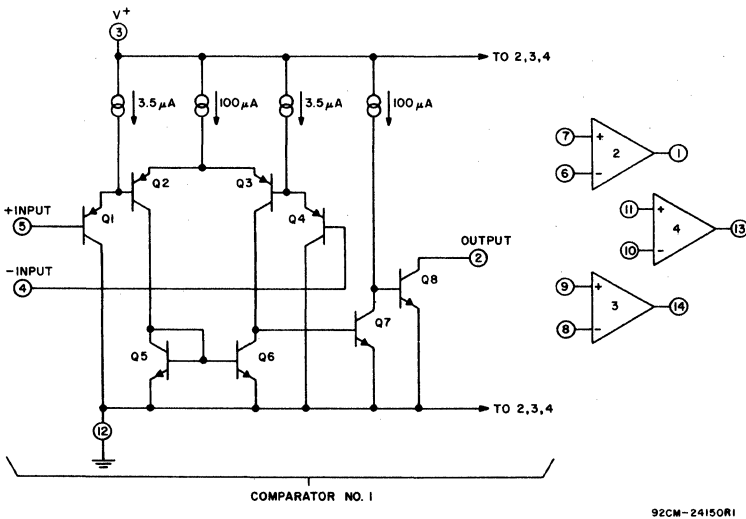 V+
3
TO 2,3,4
3.5μA
100μA
3.5μA
100μA
7
+
2
1
6
-
Q2
Q3
+INPUT
5
Q1
Q4
11
+
4
13
10
-
OUTPUT
2
-INPUT
4
Q8
9
+
3
14
8
-
Q7
Q5
Q6
TO 2,3,4
12
COMPARATOR NO. 1
92CM-24150R1